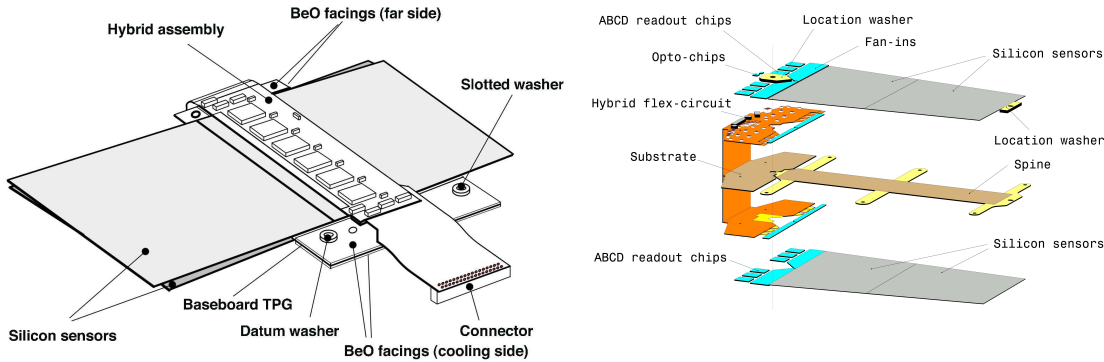 BeO facings (far side)
Hybrid assembly
Slotted washer
Silicon sensors
Baseboard TPG
Datum washer
BeO facings (cooling side)
Connector
ABCD readout chips
Location washer
Fan-ins
Opto-chips
Silicon sensors
Hybrid flex-circuit
Location washer
Substrate
Spine
Silicon sensors
ABCD readout chips